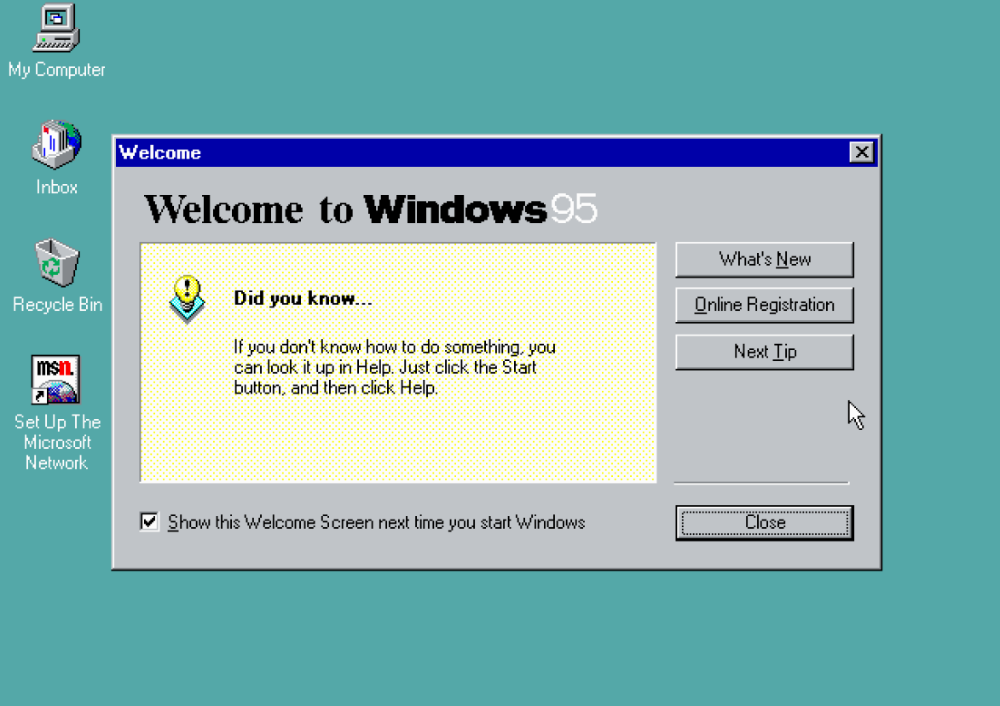 My Computer
Inbox
Recycle Bin
msn.
Set Up The
Microsoft
Network
Welcome
Welcome to Windows 95
Did you know...
If you don't know how to do something, you
can look it up in Help. Just click the Start
button, and then click Help.
What's New
Online Registration
Next Tip
Show this Welcome Screen next time you start Windows
Close